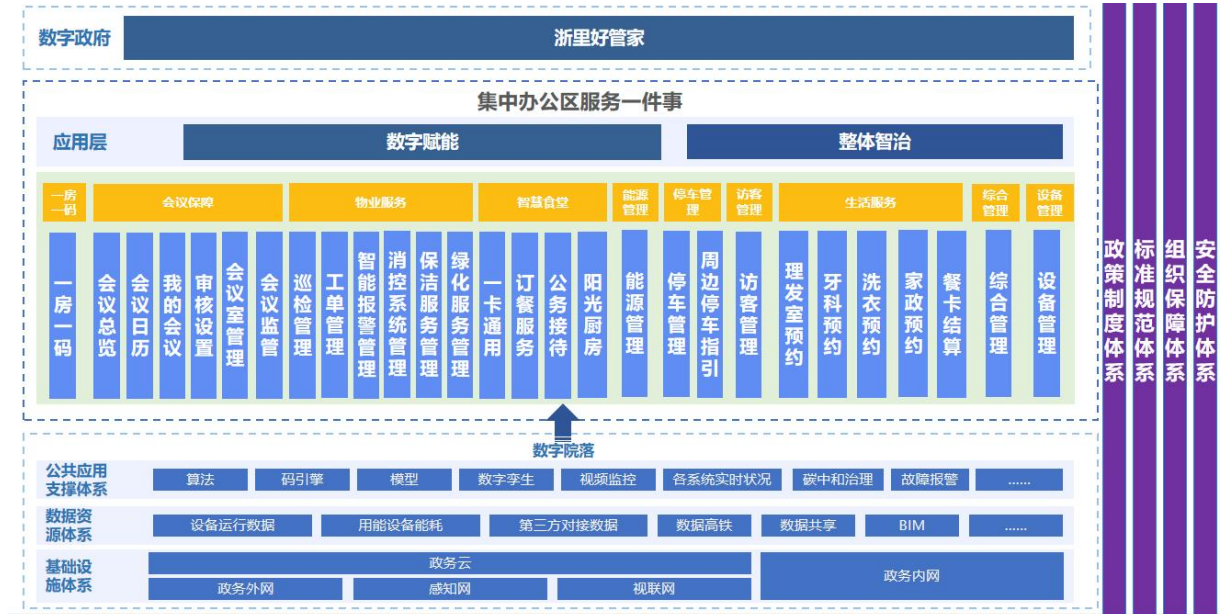 数字政府
浙里好管家
集中办公区服务一件事
应用层
数字赋能
整体智治
一房
一码
会议保障
物业服务
智慧食堂
能源
管理
停车管
理
访客
管理
生活服务
综合
管理
设备
管理
一房一码
会议总览
会议日历
我的会议
审核设置
会议室管理
会议监管
巡检管理
工单管理
智能报警管理
消控系统管理
保洁服务管理
绿化服务管理
一卡通用
订餐服务
公务接待
阳光厨房
能源管理
停车管理
周边停车指引
访客管理
理发室预约
牙科预约
洗衣预约
家政预约
餐卡结算
综合管理
设备管理
数字院落
公共应用
支撑体系
算法
码引擎
模型
数字孪生
视频监控
各系统实时状况
碳中和治理
故障报警
......
数据资
源体系
设备运行数据
用能设备能耗
第三方对接数据
数据高铁
数据共享
BIM
......
基础设
施体系
政务云
政务外网
感知网
视联网
政务内网
政策制度体系
标准规范体系
组织保障体系
安全防护体系